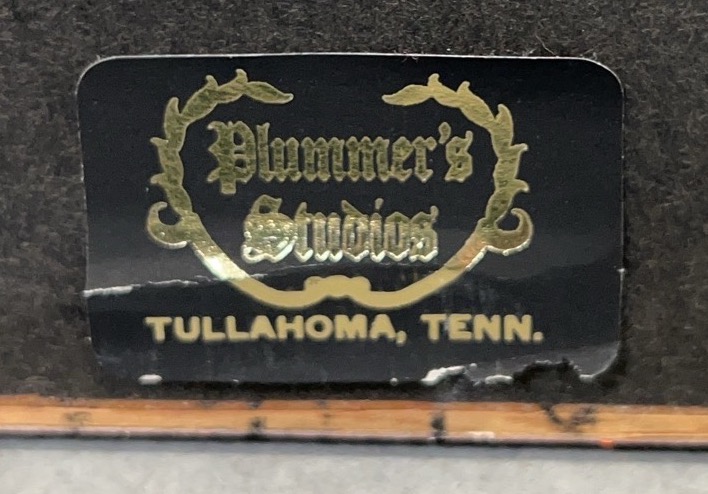 Plummer's
Studios
TULLAHOMA, TENN.